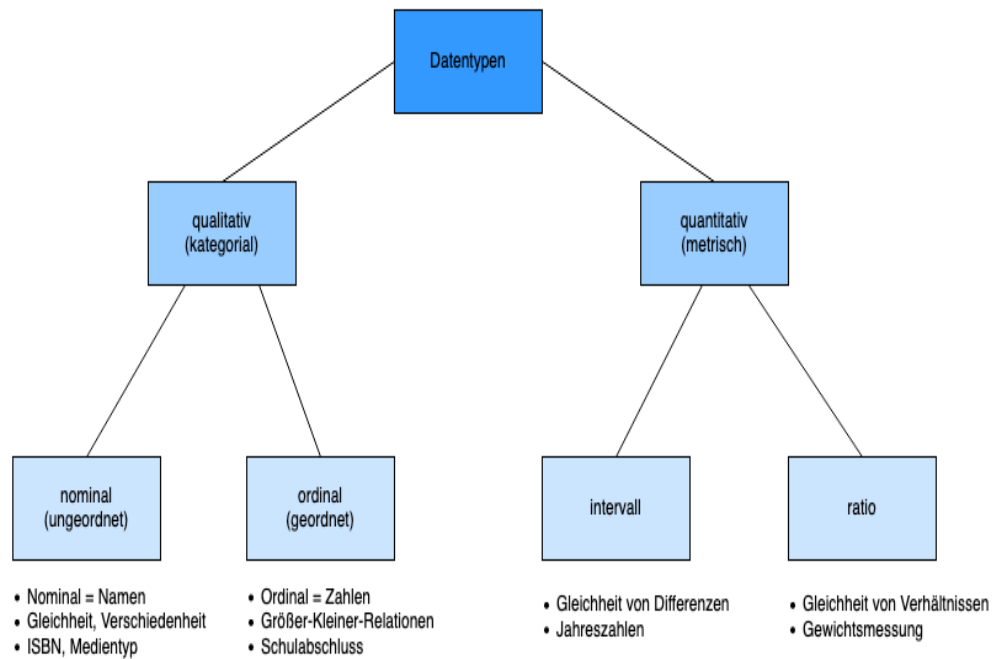 Datentypen
qualitativ
(kategorial)
quantitativ
(metrisch)
nominal
(ungeordnet)
ordinal
(geordnet)
intervall
ratio
• Nominal = Namen
• Gleichheit, Verschiedenheit
• ISBN, Medientyp
• Ordinal = Zahlen
• Größer-Kleiner-Relationen
• Schulabschluss
• Gleichheit von Differenzen
• Jahreszahlen
• Gleichheit von Verhältnissen
• Gewichtsmessung